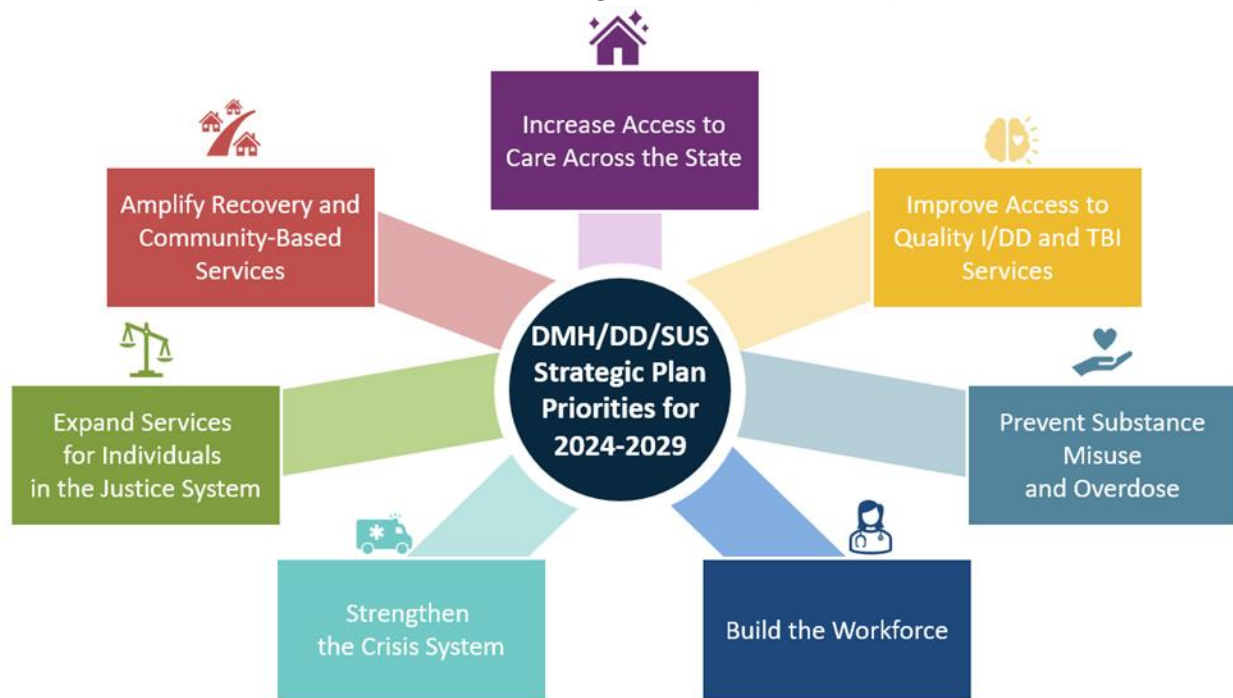 Increase Access to
Care Across the State
Amplify Recovery and
Community-Based
Services
Improve Access to
Quality I/DD and TBI
Services
DMH/DD/SUS
Strategic Plan
Priorities for
2024-2029
Expand Services
for Individuals
in the Justice System
Prevent Substance
Misuse
and Overdose
Strengthen
the Crisis System
Build the Workforce